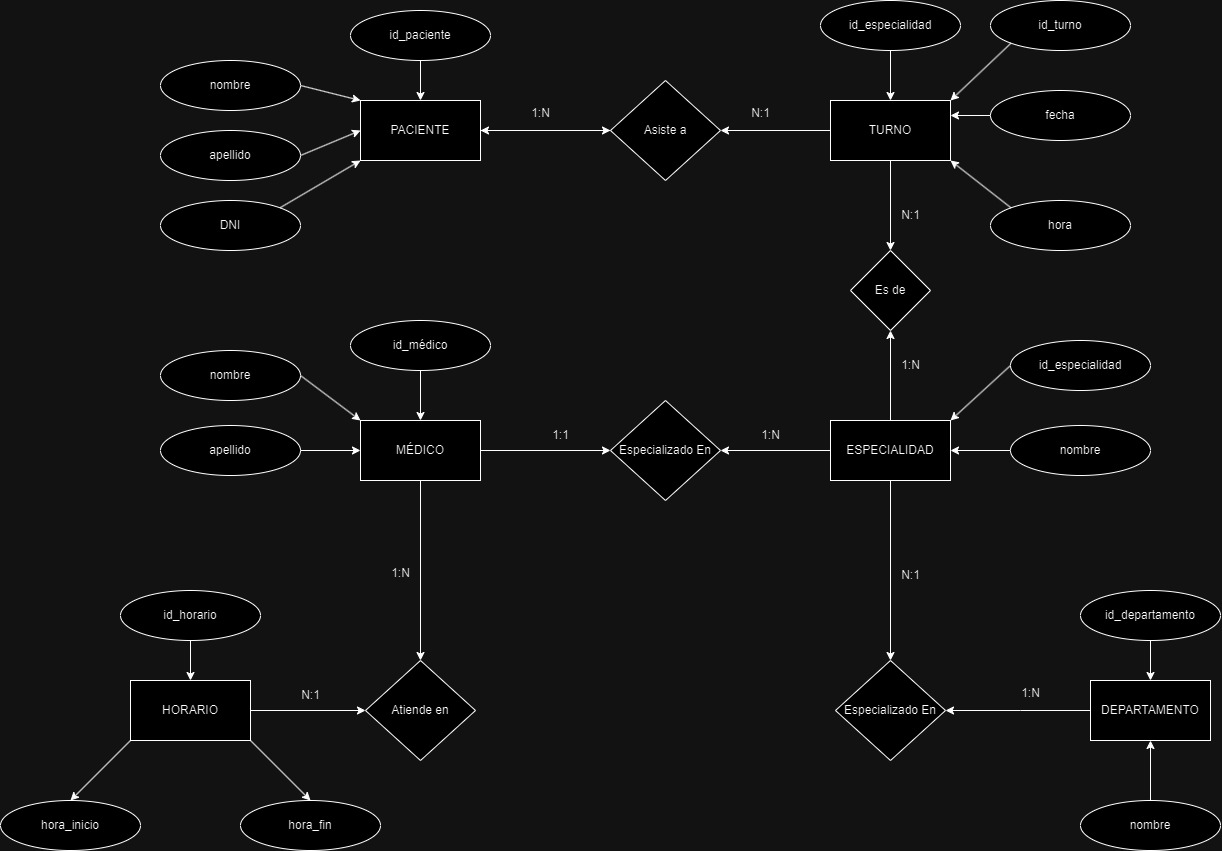 id_paciente
id_especialidad
id_turno
nombre
PACIENTE
1:N
Asiste a
N:1
TURNO
fecha
apellido
DNI
N:1
hora
Es de
id_médico
1:N
id_especialidad
nombre
apellido
MÉDICO
1:1
Especializado En
1:N
ESPECIALIDAD
nombre
1:N
N:1
id_horario
id_departamento
HORARIO
N:1
Atiende en
Especializado En
1:N
DEPARTAMENTO
hora_inicio
hora_fin
nombre